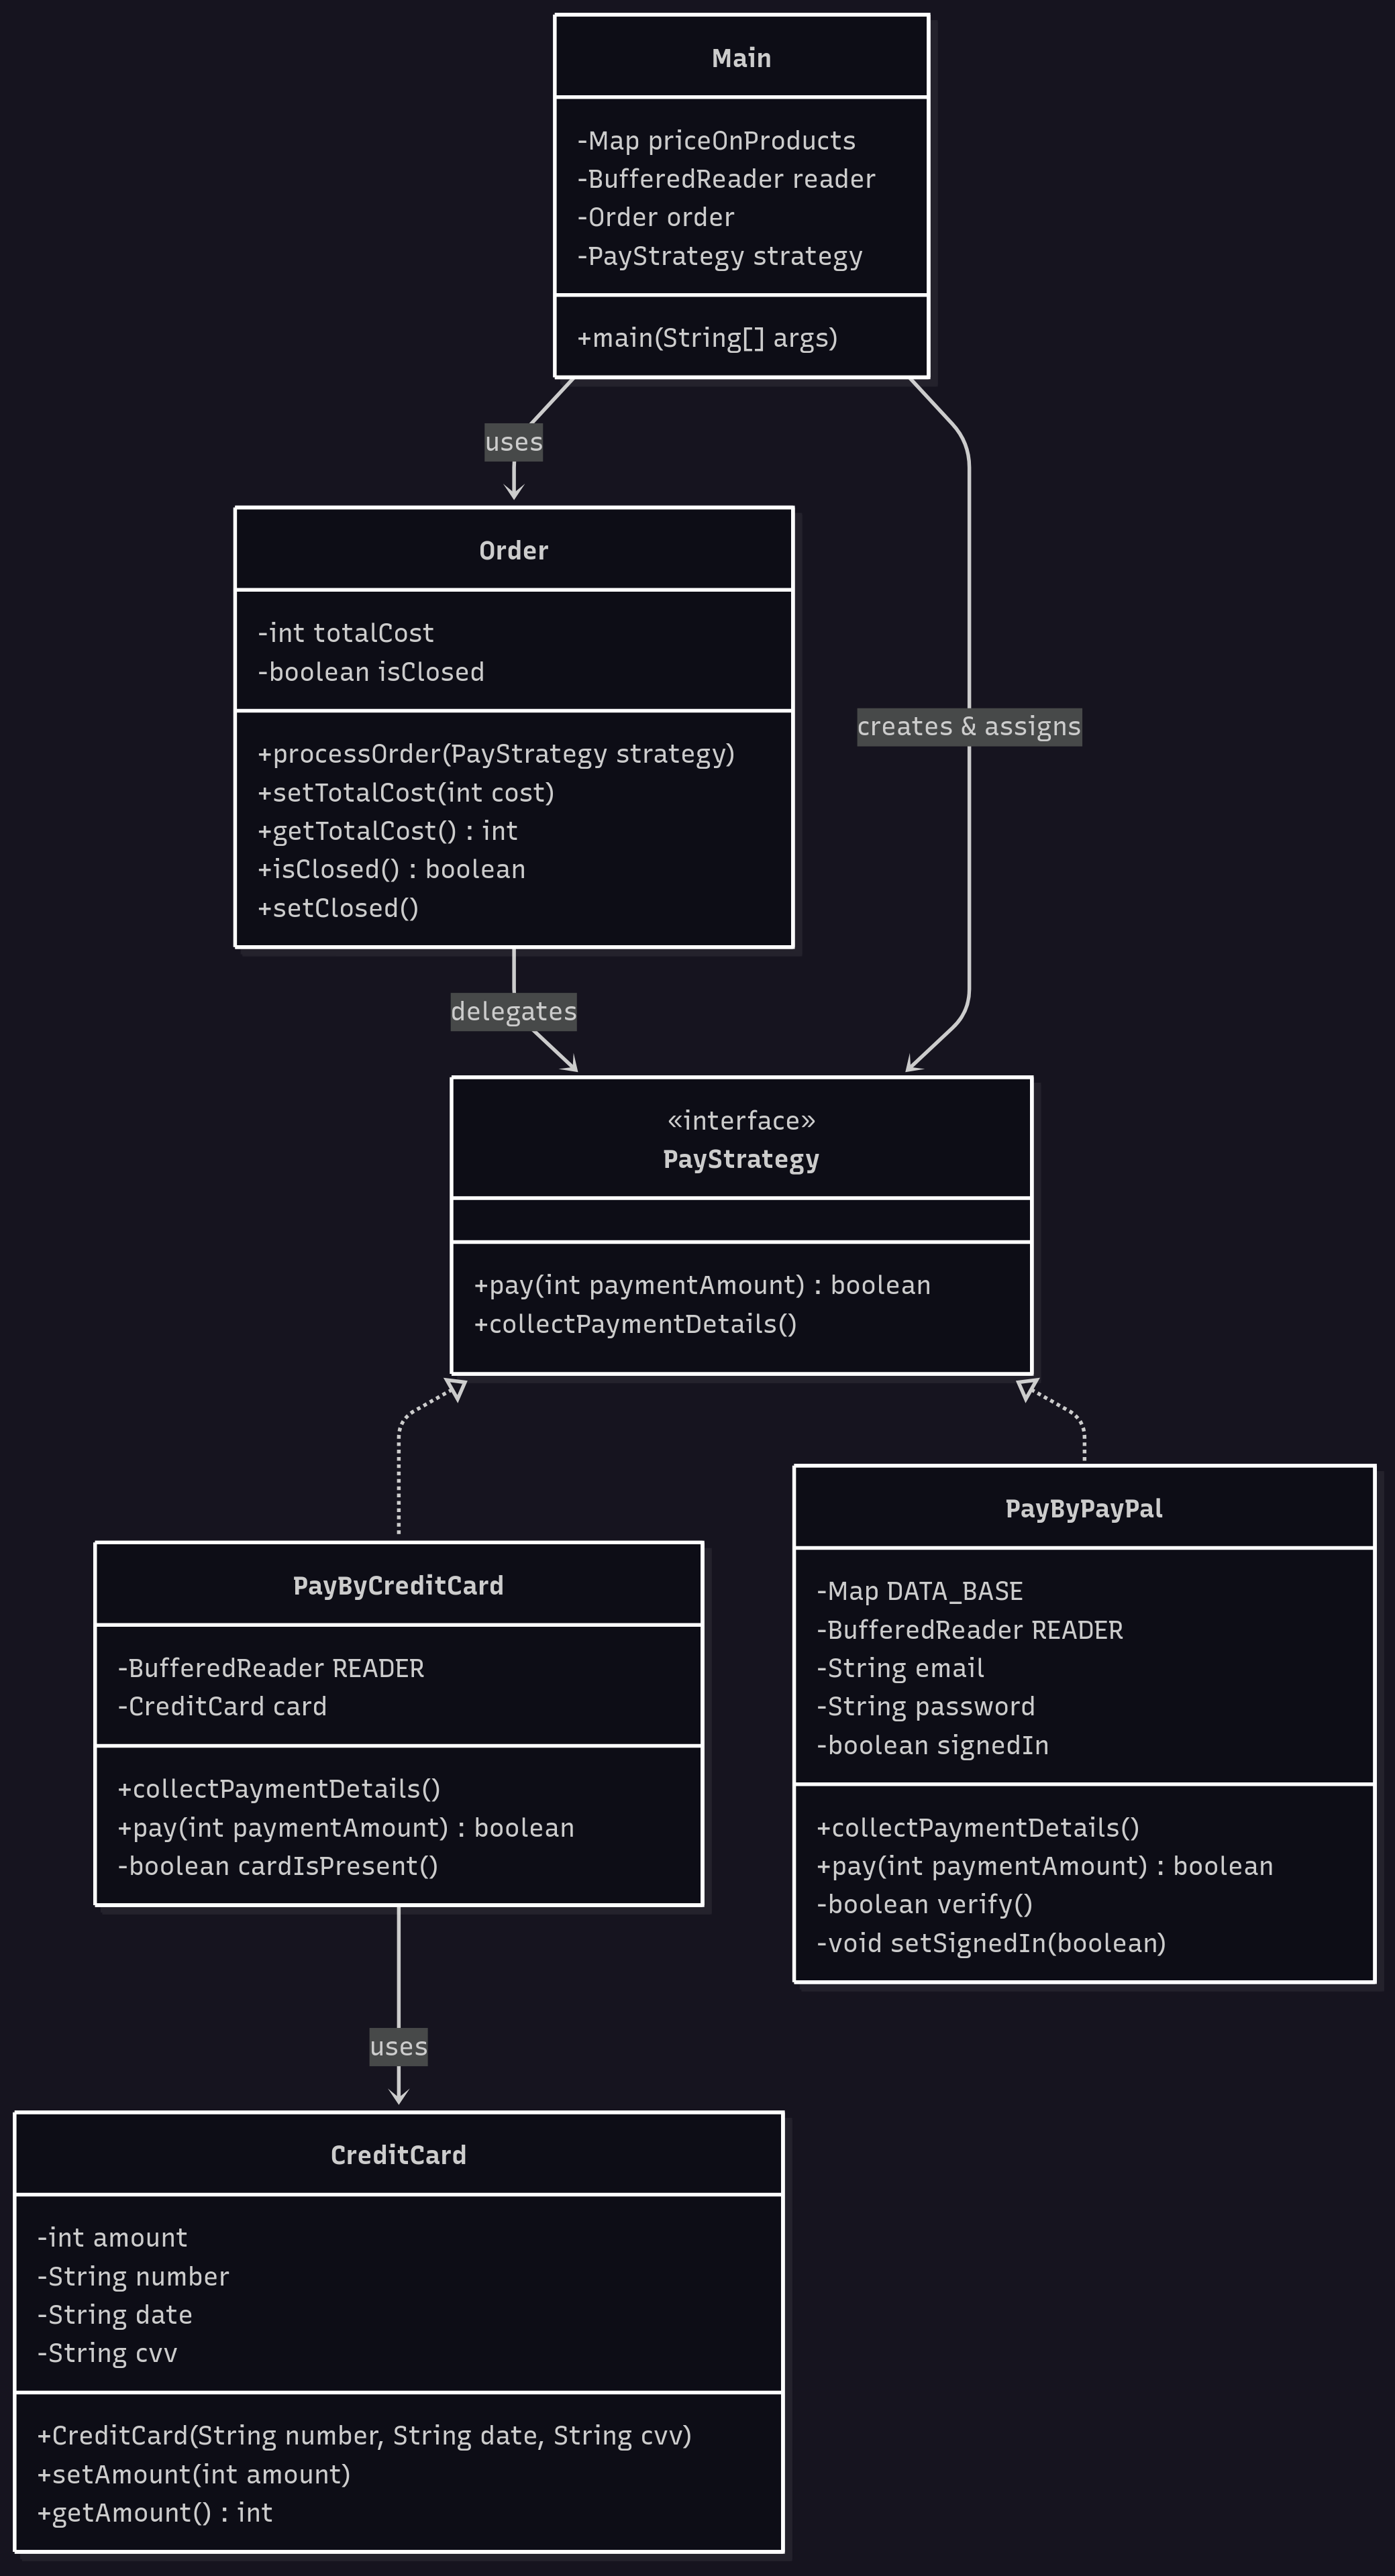 Main
-Map priceOnProducts
-BufferedReader reader
-Order order
-PayStrategy strategy
+main(String[] args)
uses
Order
-int totalCost
-boolean isClosed
+processOrder(PayStrategy strategy)
+setTotalCost(int cost)
+getTotalCost() : int
+isClosed() : boolean
+setClosed()
creates & assigns
delegates
«interface»
PayStrategy
+pay(int paymentAmount) : boolean
+collectPaymentDetails()
PayByCreditCard
-BufferedReader READER
-CreditCard card
+collectPaymentDetails()
+pay(int paymentAmount) : boolean
-boolean cardIsPresent()
PayByPayPal
-Map DATA_BASE
-BufferedReader READER
-String email
-String password
-boolean signedIn
+collectPaymentDetails()
+pay(int paymentAmount) : boolean
-boolean verify()
-void setSignedIn(boolean)
uses
CreditCard
-int amount
-String number
-String date
-String cvv
+CreditCard(String number, String date, String cvv)
+setAmount(int amount)
+getAmount() : int